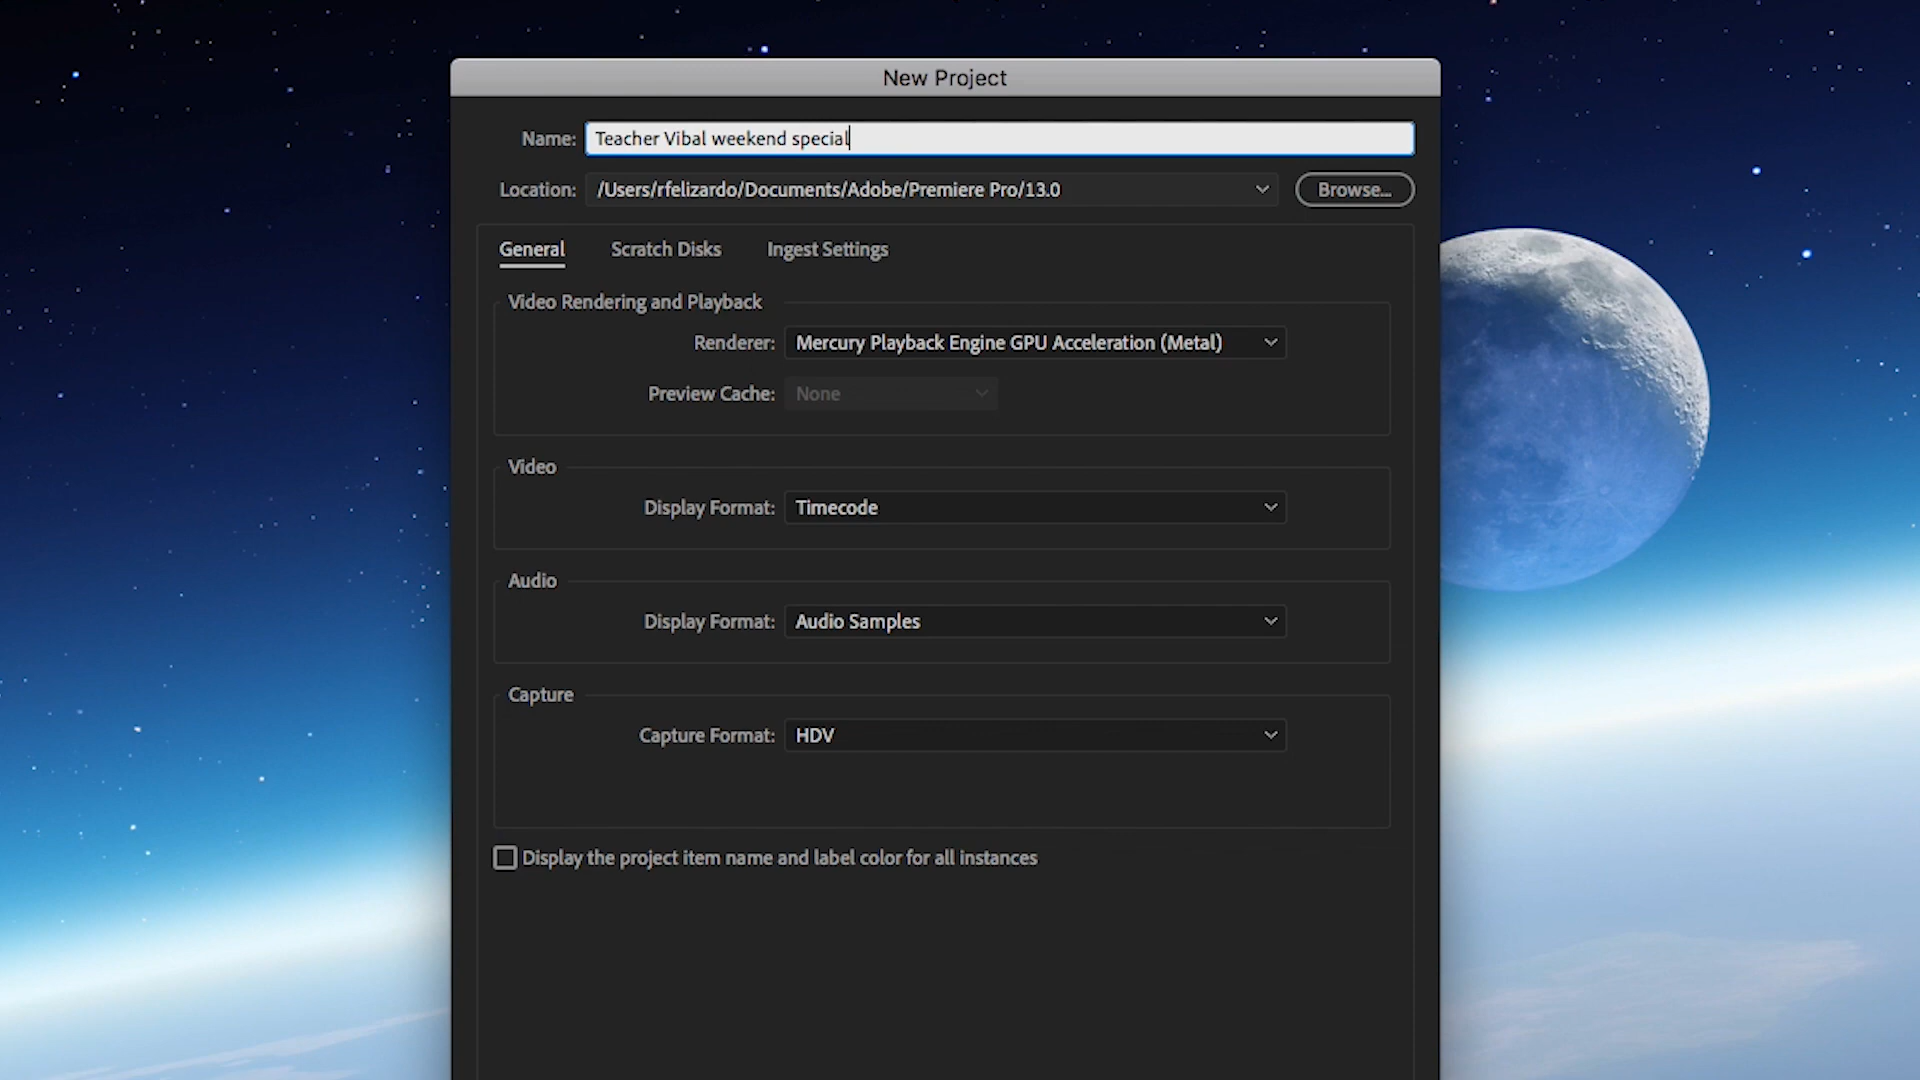 New Project
Name: Teacher Vibal weekend special
Location: /Users/rfelizardo/Documents/Adobe/Premiere Pro/13.0 Browse...
General Scratch Disks Ingest Settings
Video Rendering and Playback
Renderer: Mercury Playback Engine GPU Acceleration (Metal)
Preview Cache: None
Video
Display Format: Timecode
Audio
Display Format: Audio Samples
Capture
Capture Format: HDV
Display the project item name and label color for all instances